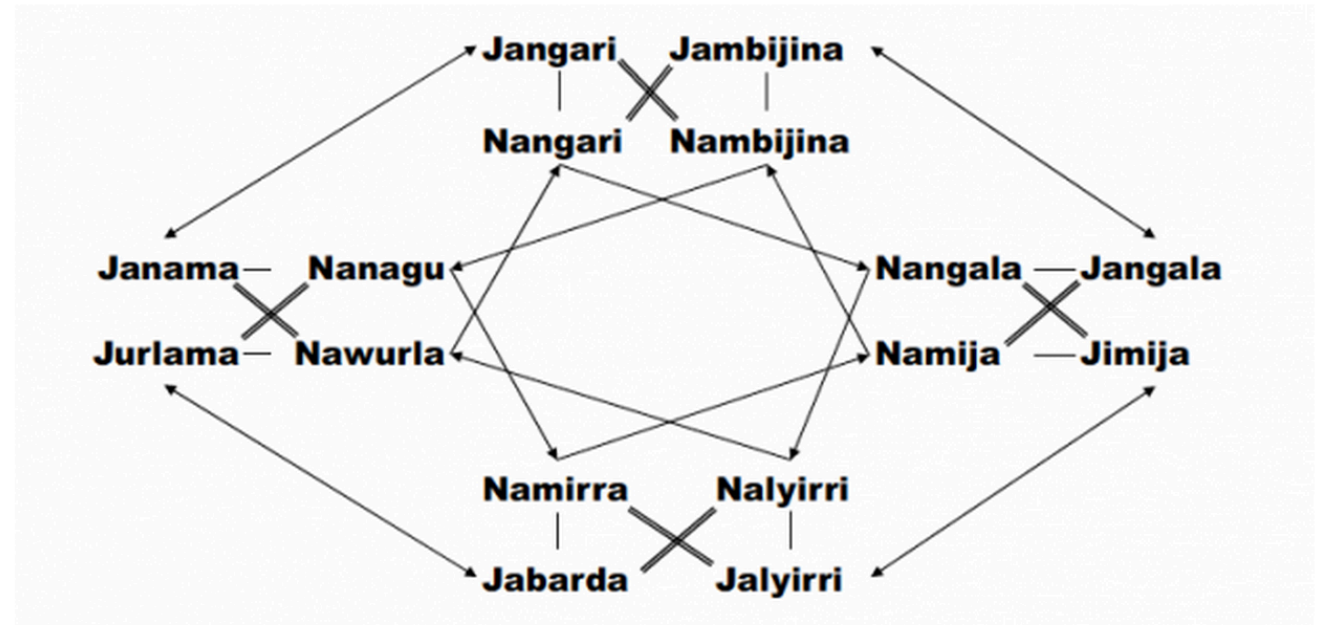 Jangari Jambijina
Nangari Nambijina
Janama Nanagu Nangala Jangala
Jurlama Nawurla Namija Jimija
Namirra Nalyirri
Jabarda Jalyirri